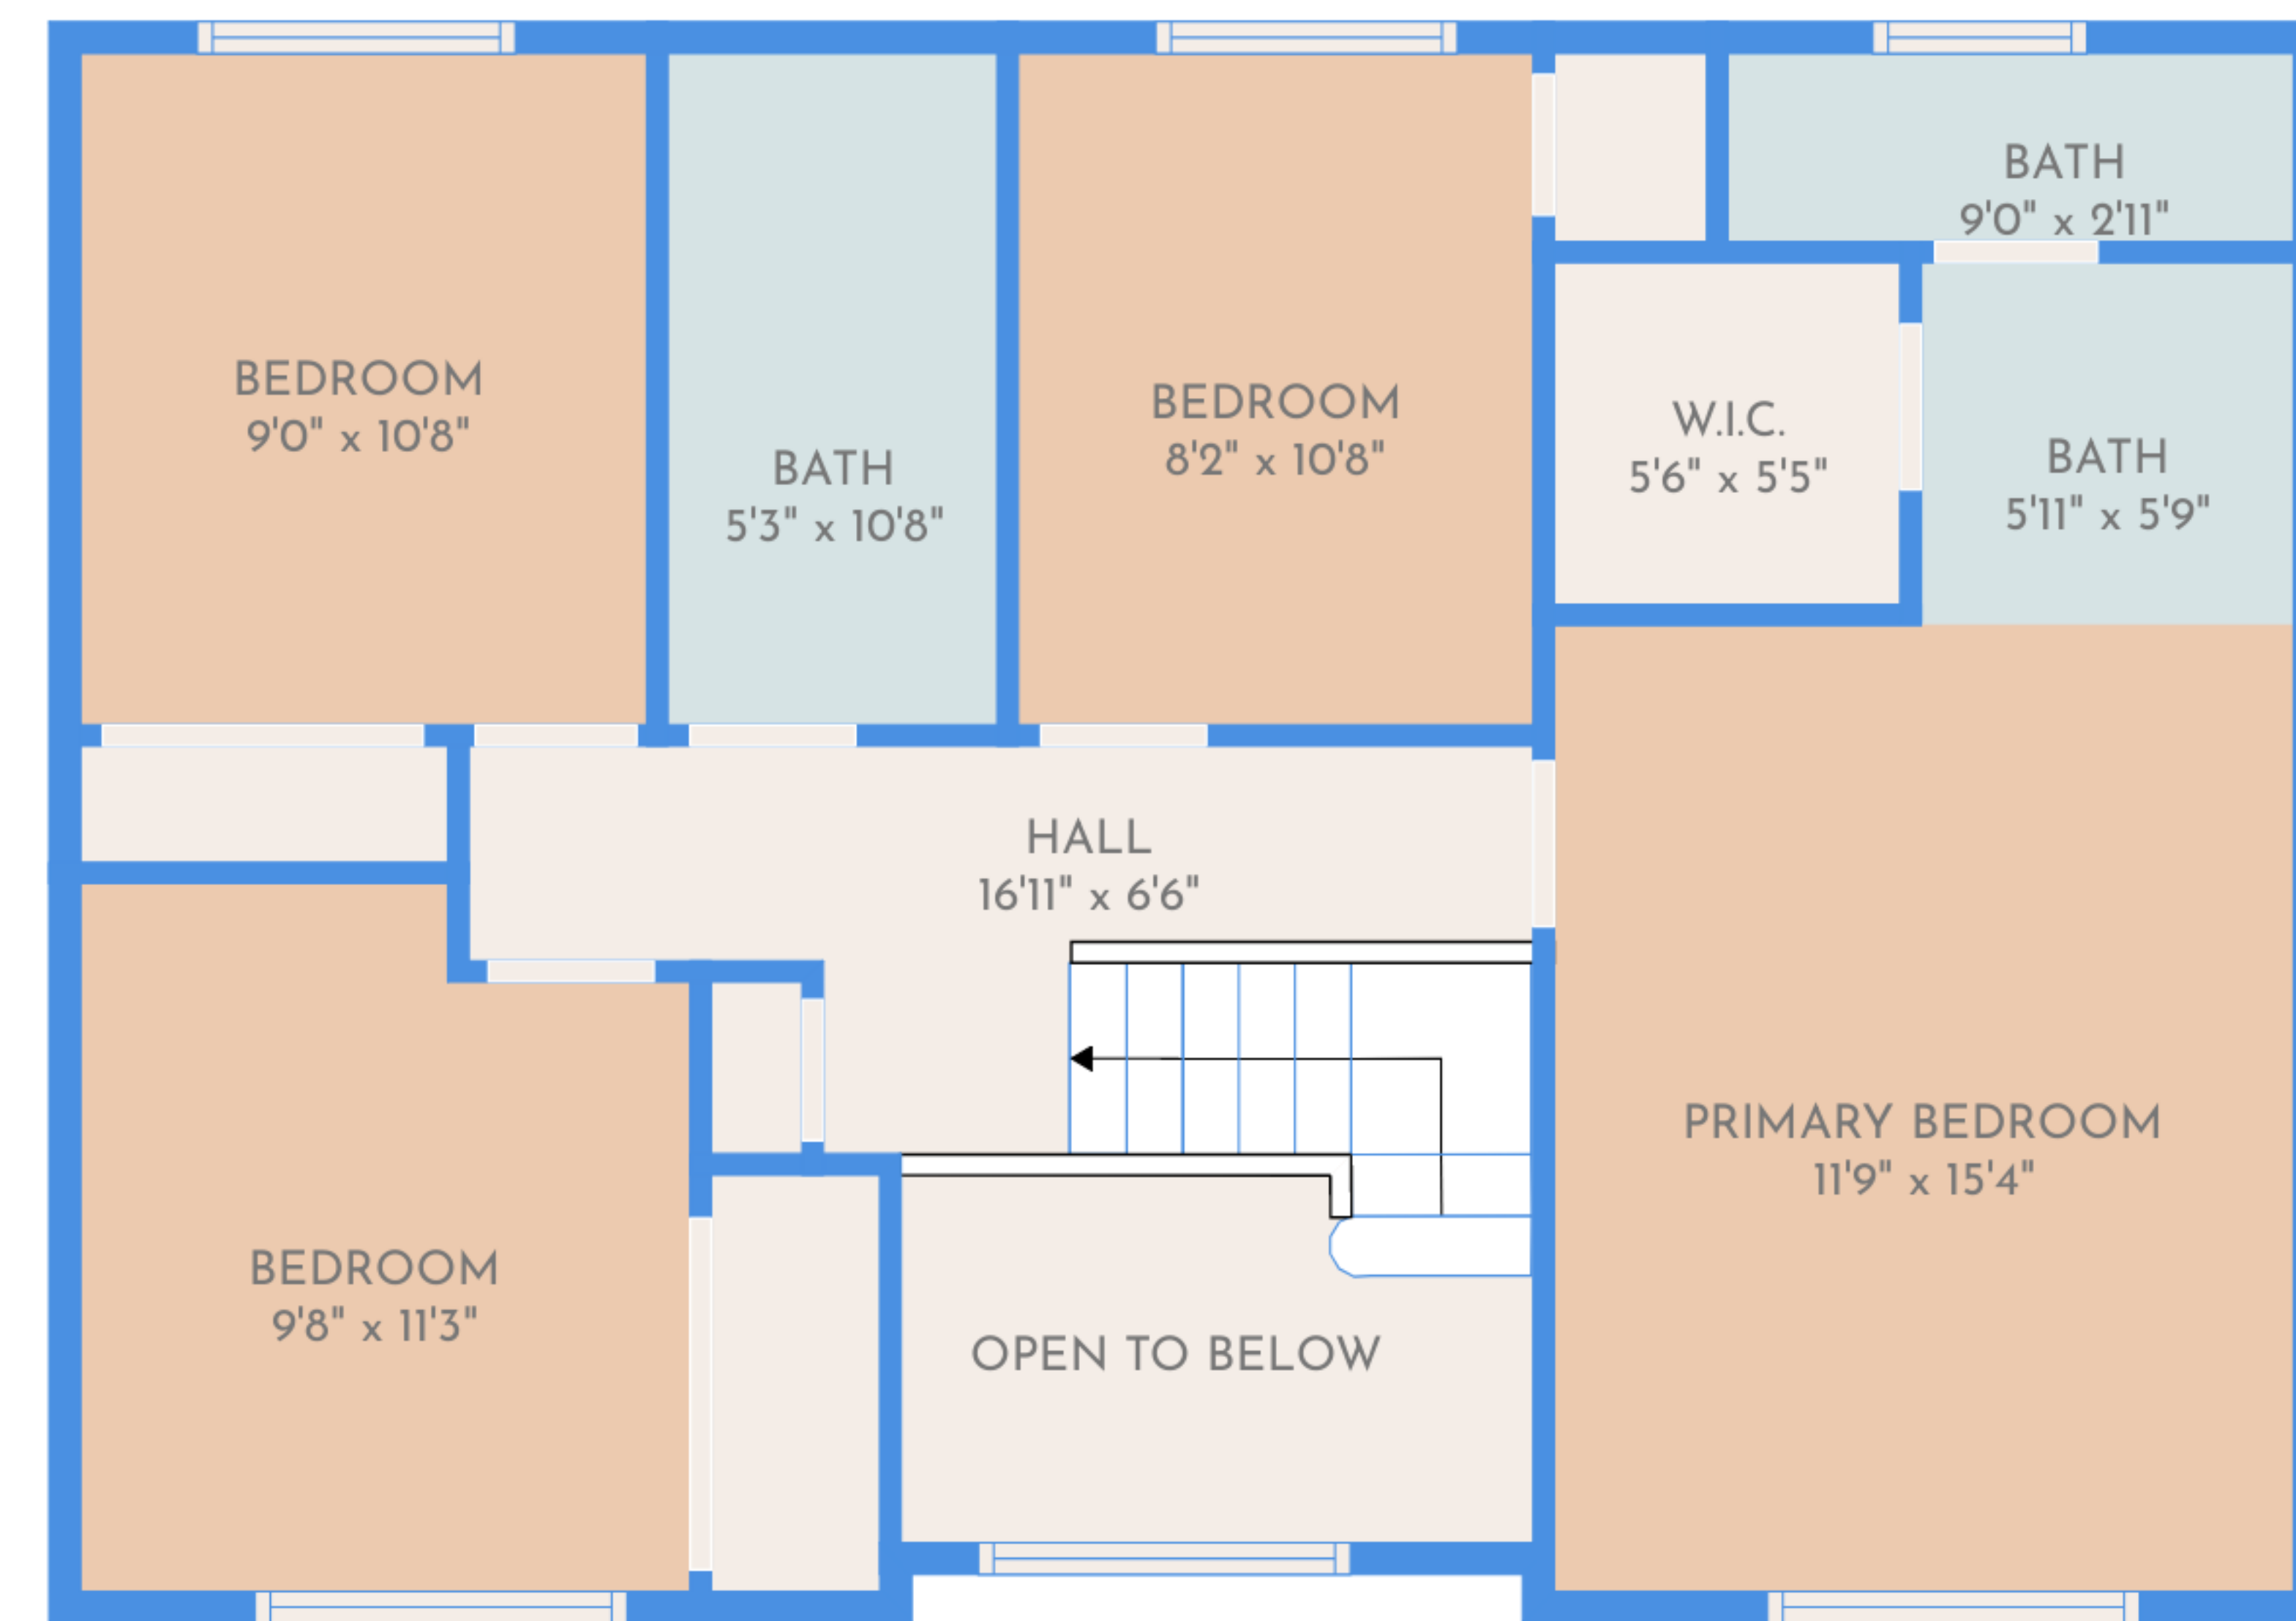 BATH
9'0" x 2'11"
BEDROOM
9'0" x 10'8"
BATH
5'3" x 10'8"
BEDROOM
8'2" x 10'8"
W.I.C.
5'6" x 5'5"
BATH
5'11" x 5'9"
HALL
16'11" x 6'6"
PRIMARY BEDROOM
11'9" x 15'4"
BEDROOM
9'8" x 11'3"
OPEN TO BELOW